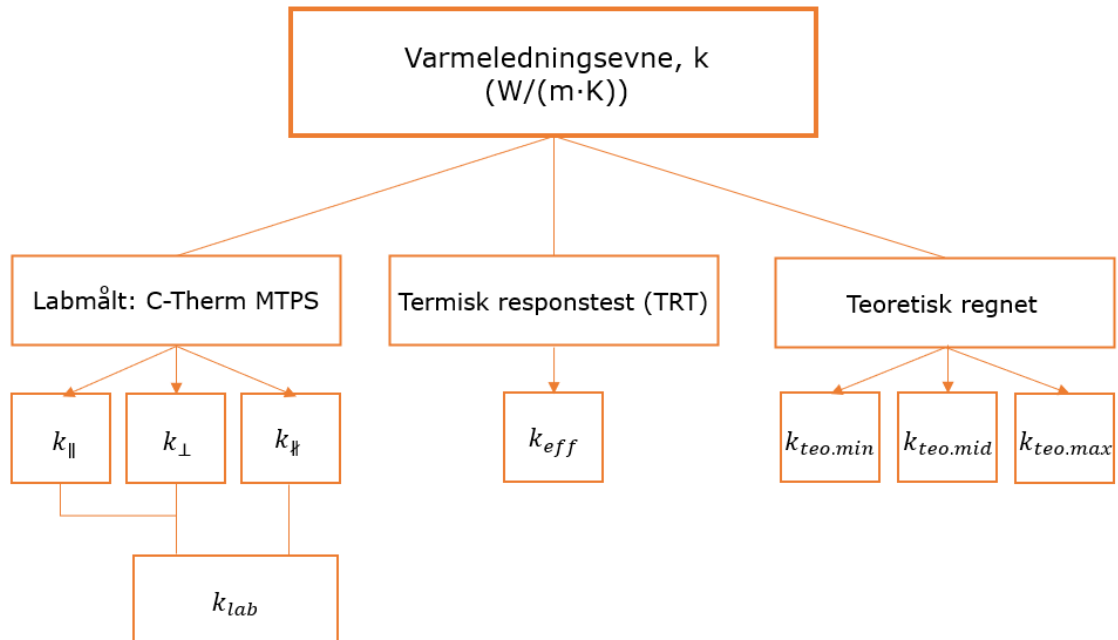 Varmeledningsevne, k
(W/(m·K))
Labmålt: C-Therm MTPS
Termisk responstest (TRT)
Teoretisk regnet
k∥
k⊥
k∦
k_eff
k_teo.min
k_teo.mid
k_teo.max
k_lab